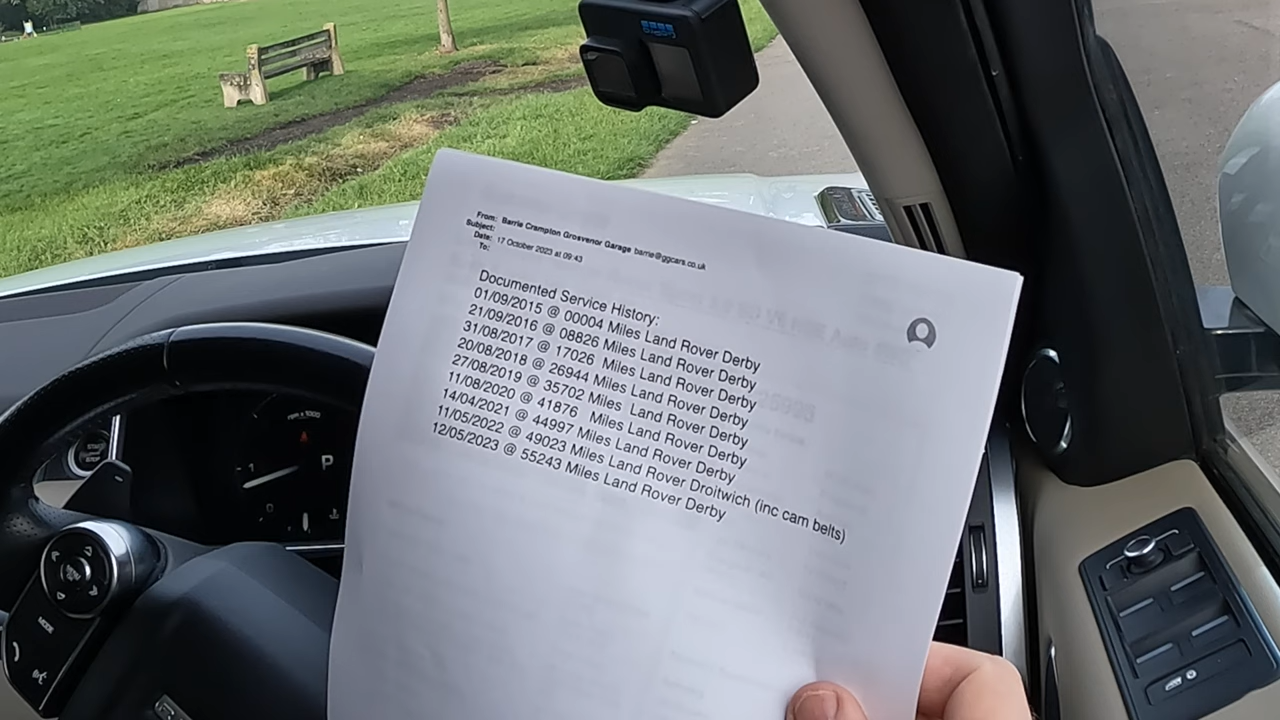 From: Barrie Crampton Grosvenor Garage barrie@ggcars.co.uk
Subject:
Date: 17 October 2023 at 09:43
To:
Documented Service History:
01/09/2015 @ 00004 Miles Land Rover Derby
21/09/2016 @ 08826 Miles Land Rover Derby
31/08/2017 @ 17026 Miles Land Rover Derby
20/08/2018 @ 26944 Miles Land Rover Derby
27/08/2019 @ 35702 Miles Land Rover Derby
11/08/2020 @ 41876 Miles Land Rover Derby
14/04/2021 @ 44997 Miles Land Rover Derby
11/05/2022 @ 49023 Miles Land Rover Droitwich (inc cam belts)
12/05/2023 @ 55243 Miles Land Rover Derby
rpm x 1000
1
P
MODE